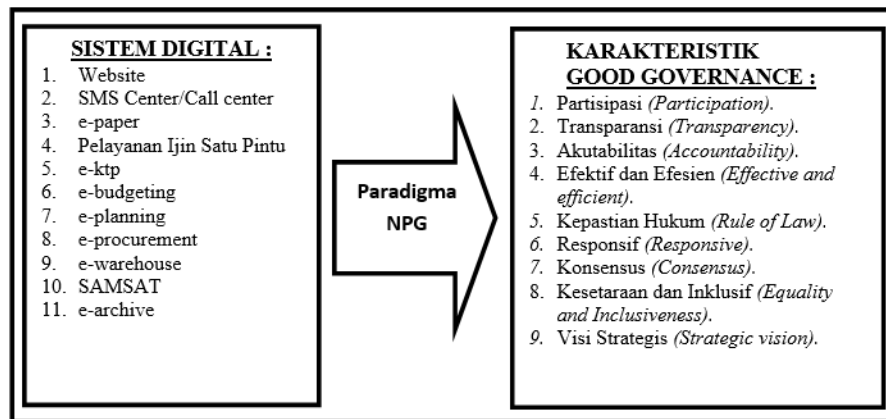 SISTEM DIGITAL :
1. Website
2. SMS Center/Call center
3. e-paper
4. Pelayanan Ijin Satu Pintu
5. e-ktp
6. e-budgeting
7. e-planning
8. e-procurement
9. e-warehouse
10. SAMSAT
11. e-archive
Paradigma
NPG
KARAKTERISTIK
GOOD GOVERNANCE :
1. Partisipasi (Participation).
2. Transparansi (Transparency).
3. Akutabilitas (Accountability).
4. Efektif dan Efesien (Effective and
efficient).
5. Kepastian Hukum (Rule of Law).
6. Responsif (Responsive).
7. Konsensus (Consensus).
8. Kesetaraan dan Inklusif (Equality
and Inclusiveness).
9. Visi Strategis (Strategic vision).